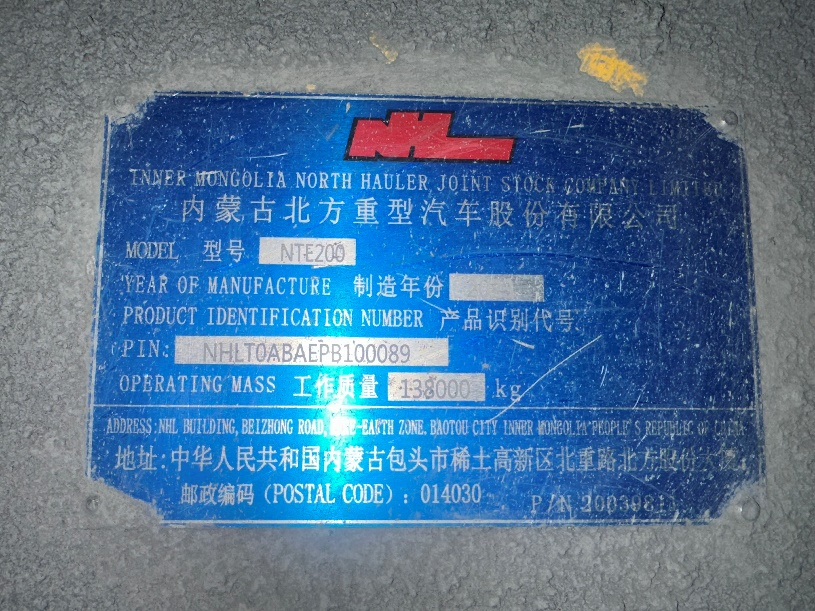 NHL
INNER MONGOLIA NORTH HAULER JOINT STOCK COMPANY LIMITED
内蒙古北方重型汽车股份有限公司
MODEL 型号 NTE200
YEAR OF MANUFACTURE 制造年份
PRODUCT IDENTIFICATION NUMBER 产品识别代号
PIN: NHLT0ABAEPB100089
OPERATING MASS 工作质量 138000 kg
ADDRESS:NHL BUILDING, BEIZHONG ROAD, RARE-EARTH ZONE. BAOTOU CITY INNER MONGOLIA PEOPLE'S REPUBLIC OF CHINA
地址:中华人民共和国内蒙古包头市稀土高新区北重路北方股份大厦
邮政编码 (POSTAL CODE): 014030
P/N